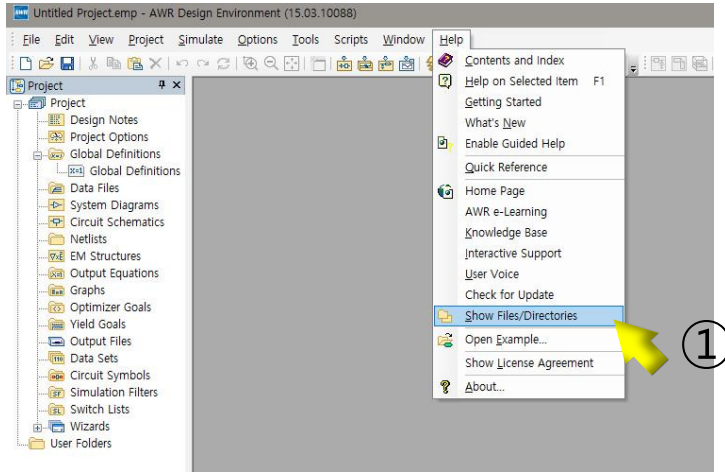 Untitled Project.emp - AWR Design Environment (15.03.10088)
File Edit View Project Simulate Options Tools Scripts Window Help
Project
Project
Design Notes
Project Options
Global Definitions
Global Definitions
Data Files
System Diagrams
Circuit Schematics
Netlists
EM Structures
Output Equations
Graphs
Optimizer Goals
Yield Goals
Output Files
Data Sets
Circuit Symbols
Simulation Filters
Switch Lists
Wizards
User Folders
Contents and Index
Help on Selected Item F1
Getting Started
What's New
Enable Guided Help
Quick Reference
Home Page
AWR e-Learning
Knowledge Base
Interactive Support
User Voice
Check for Update
Show Files/Directories
Open Example...
Show License Agreement
About...
①